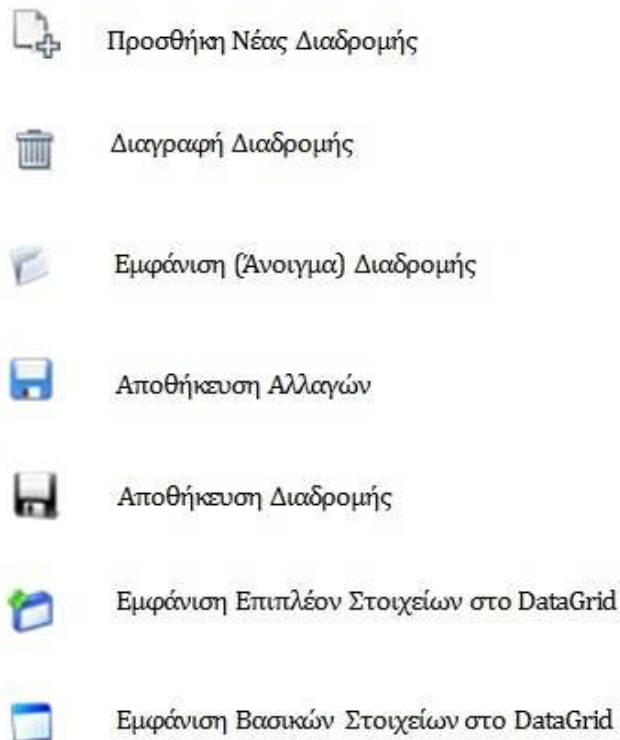 Προσθήκη Νέας Διαδρομής
Διαγραφή Διαδρομής
Εμφάνιση (Άνοιγμα) Διαδρομής
Αποθήκευση Αλλαγών
Αποθήκευση Διαδρομής
Εμφάνιση Επιπλέον Στοιχείων στο DataGrid
Εμφάνιση Βασικών Στοιχείων στο DataGrid